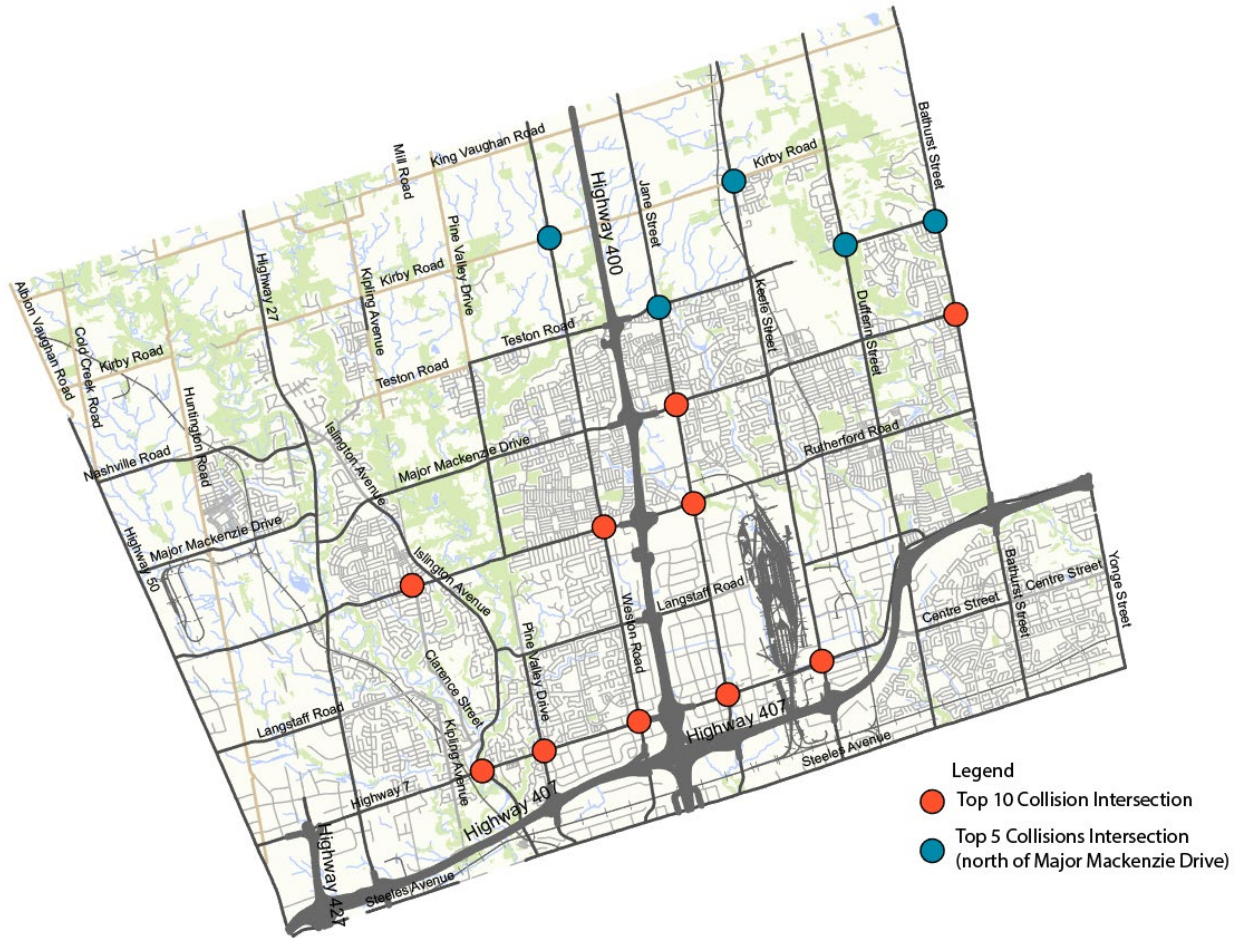 King Vaughan Road
Mill Road
Bathurst Street
Kirby Road
Highway 400
Jane Street
Pine Valley Drive
Highway 27
Kipling Avenue
Kirby Road
Albion Vaughan Road
Cold Creek Road
Kirby Road
Huntington Road
Teston Road
Teston Road
Keele Street
Dufferin Street
Islington Avenue
Major Mackenzie Drive
Rutherford Road
Nashville Road
Major Mackenzie Drive
Highway 50
Islington Avenue
Weston Road
Langstaff Road
Bathurst Street
Centre Street
Centre Street
Yonge Street
Pine Valley Drive
Clarence Street
Kipling Avenue
Langstaff Road
Highway 407
Steeles Avenue
Highway 7
Highway 407
Highway 427
Steeles Avenue
Legend
Top 10 Collision Intersection
Top 5 Collisions Intersection
(north of Major Mackenzie Drive)